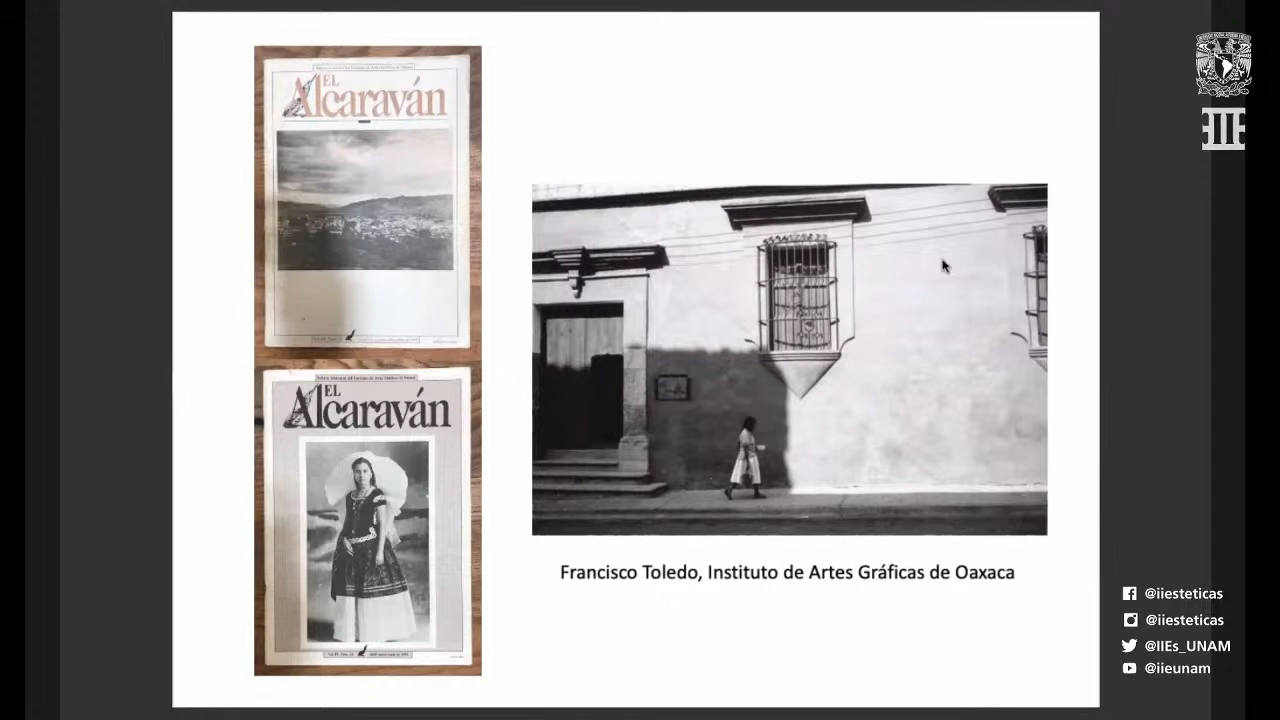 EL
Alcaraván
EL
Alcaraván
Francisco Toledo, Instituto de Artes Gráficas de Oaxaca
@iiesteticas
@iiesteticas
@IIEs_UNAM
@iieunam